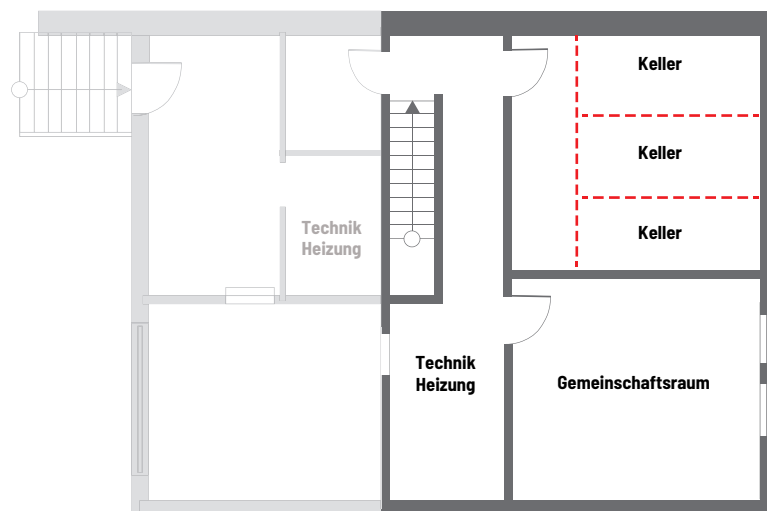 Keller
Keller
Technik
Heizung
Keller
Technik
Heizung
Gemeinschaftsraum